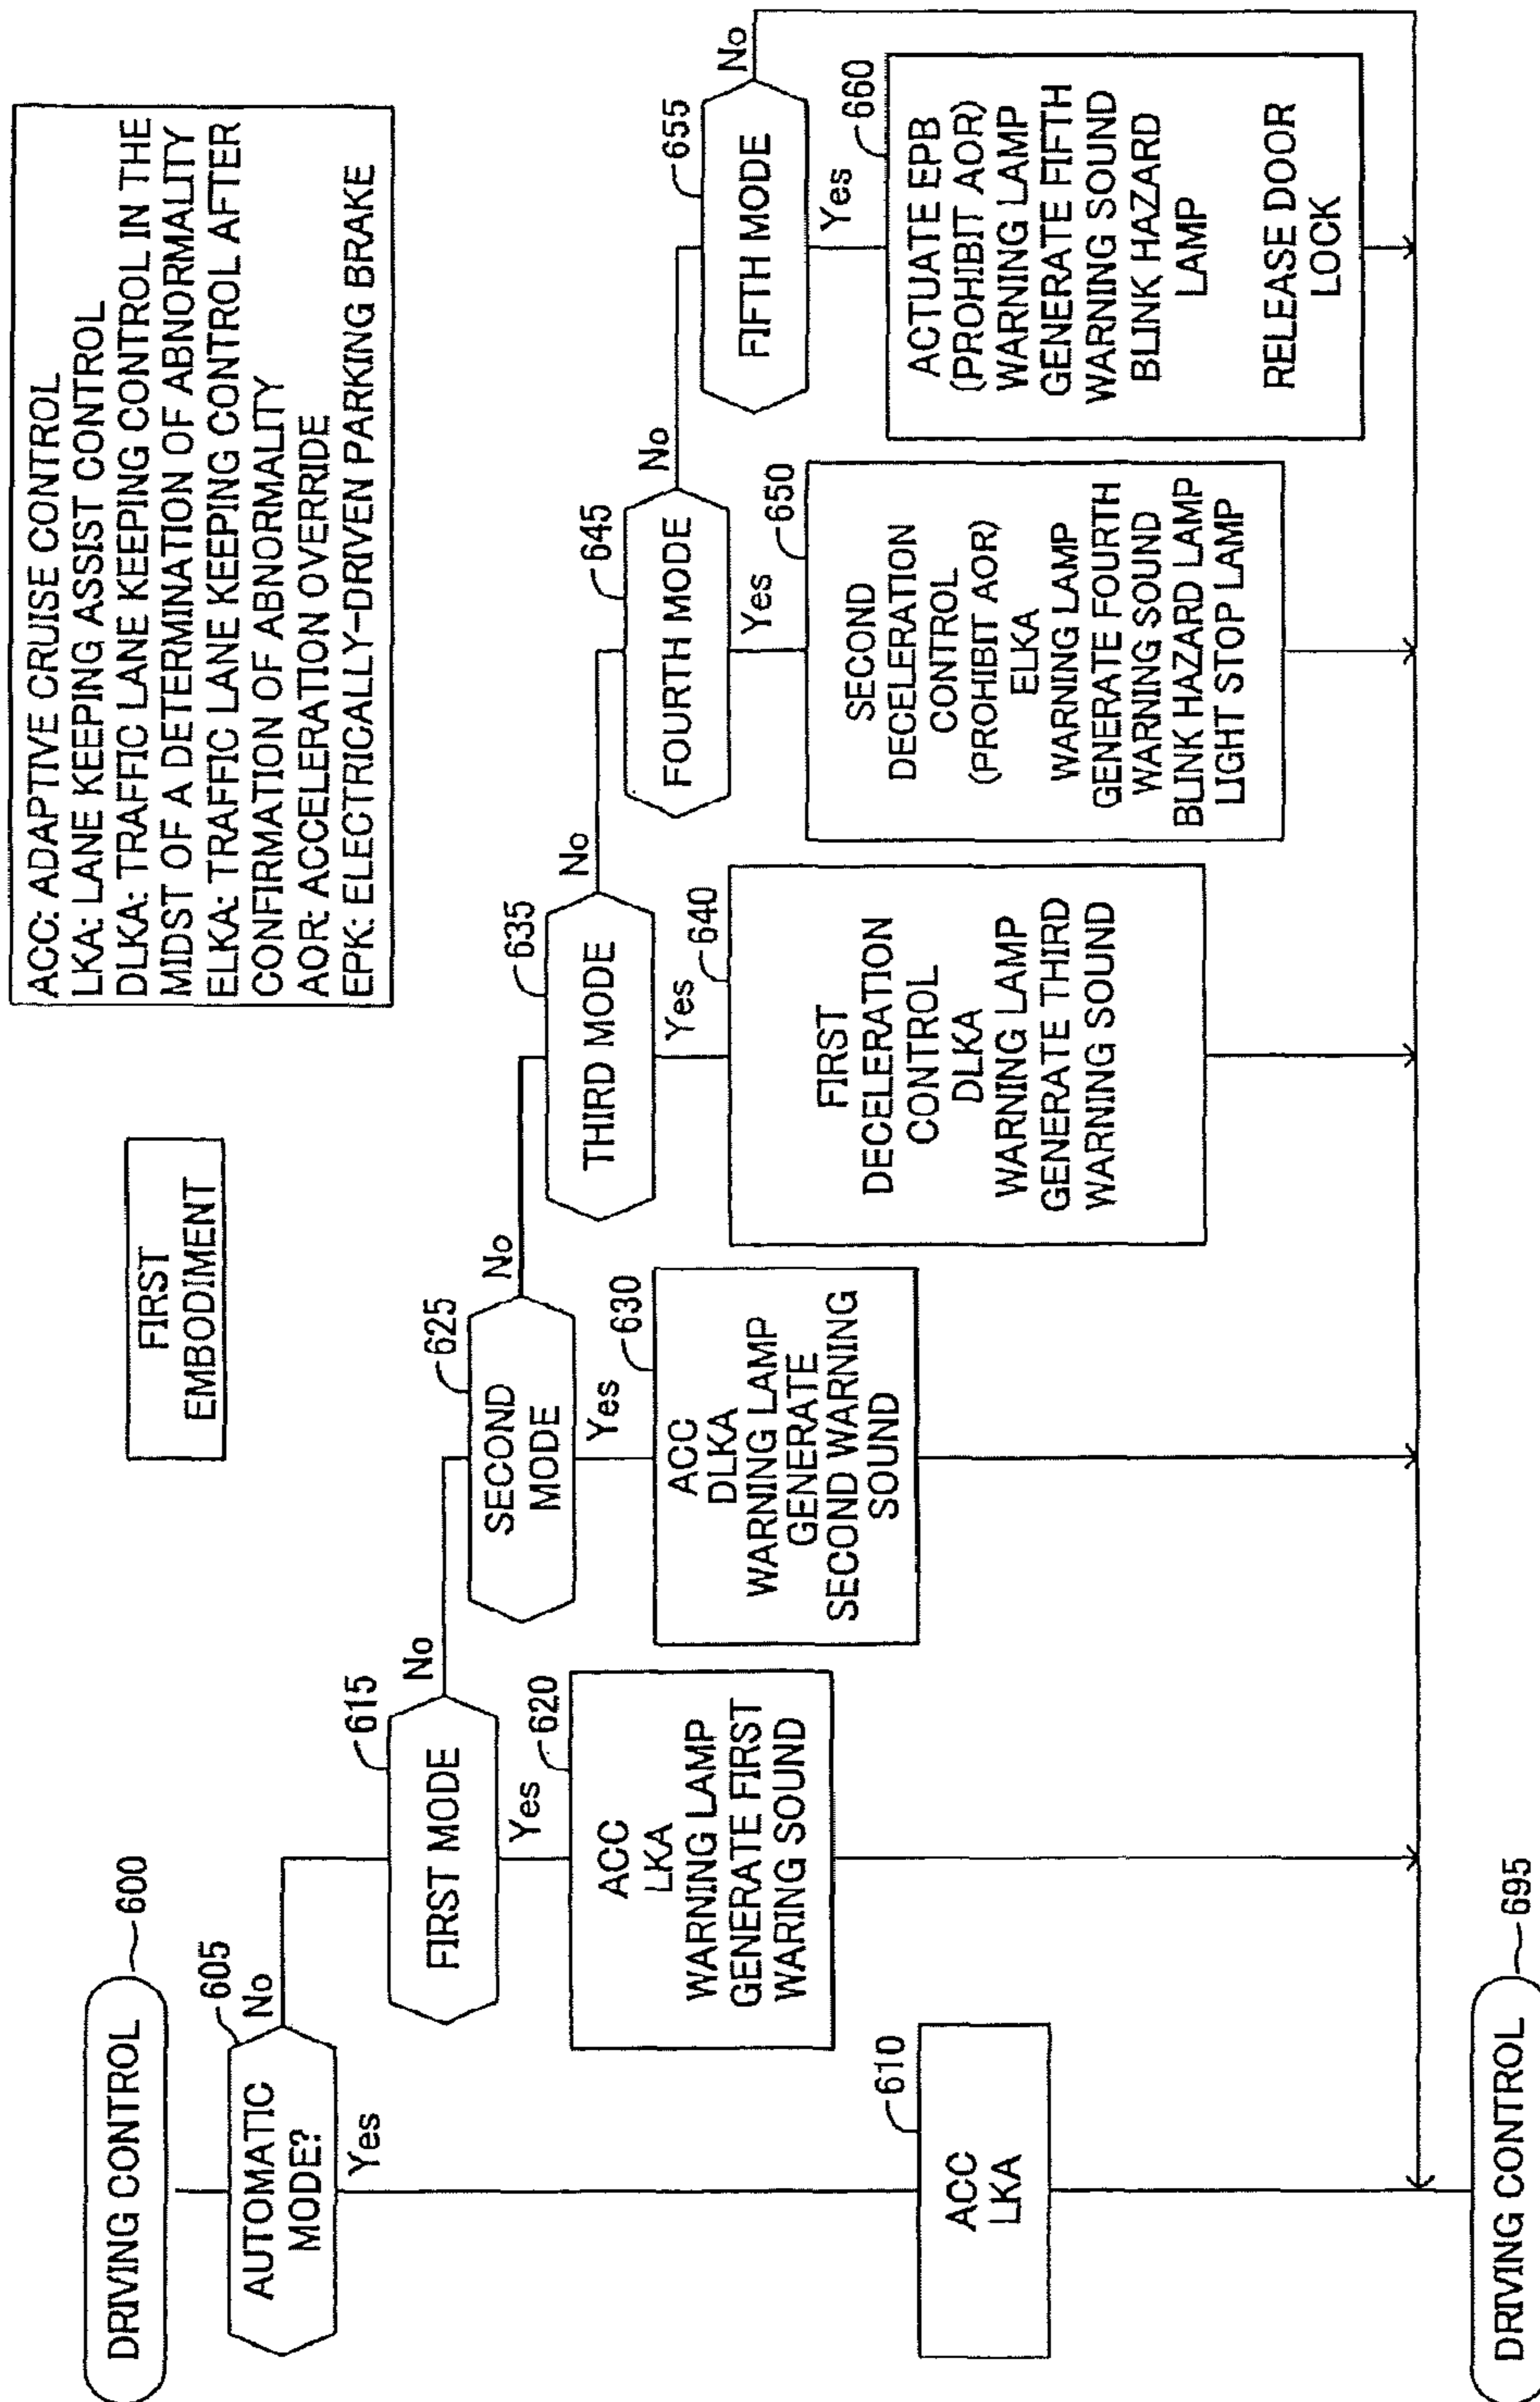 FIRST
EMBODIMENT
ACC: ADAPTIVE CRUISE CONTROL
LKA: LANE KEEPING ASSIST CONTROL
DLKA: TRAFFIC LANE KEEPING CONTROL IN THE
MIDST OF A DETERMINATION OF ABNORMALITY
ELKA: TRAFFIC LANE KEEPING CONTROL AFTER
CONFIRMATION OF ABNORMALITY
AOR: ACCELERATION OVERRIDE
EPK: ELECTRICALLY-DRIVEN PARKING BRAKE
DRIVING CONTROL
600
AUTOMATIC
MODE?
605
No
Yes
ACC
LKA
610
FIRST MODE
615
No
Yes
ACC
LKA
WARNING LAMP
GENERATE FIRST
WARING SOUND
620
SECOND
MODE
625
No
Yes
ACC
DLKA
WARNING LAMP
GENERATE
SECOND WARNING
SOUND
630
THIRD MODE
635
No
Yes
FIRST
DECELERATION
CONTROL
DLKA
WARNING LAMP
GENERATE THIRD
WARNING SOUND
640
FOURTH MODE
645
No
Yes
SECOND
DECELERATION
CONTROL
(PROHIBIT AOR)
ELKA
WARNING LAMP
GENERATE FOURTH
WARNING SOUND
BLINK HAZARD LAMP
LIGHT STOP LAMP
650
FIFTH MODE
655
No
Yes
ACTUATE EPB
(PROHIBIT AOR)
WARNING LAMP
GENERATE FIFTH
WARNING SOUND
BLINK HAZARD
LAMP
RELEASE DOOR
LOCK
660
DRIVING CONTROL
695